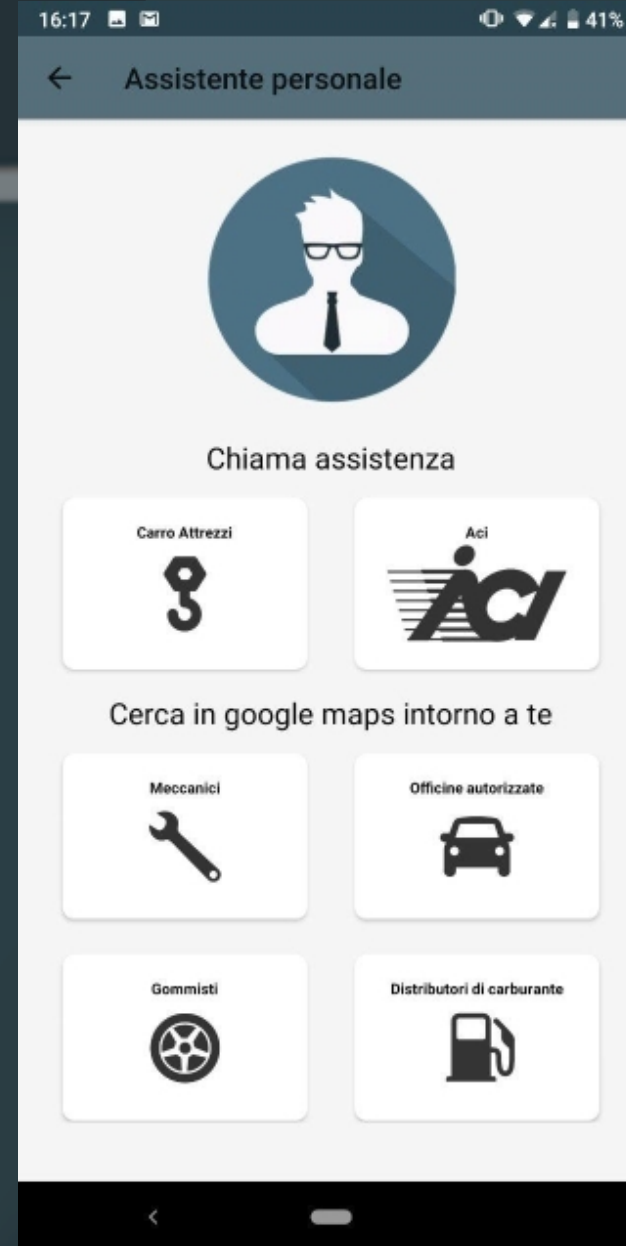 16:17 41%
Assistente personale
Chiama assistenza
Carro Attrezzi
Aci
ACI
Cerca in google maps intorno a te
Meccanici
Officine autorizzate
Gommisti
Distributori di carburante